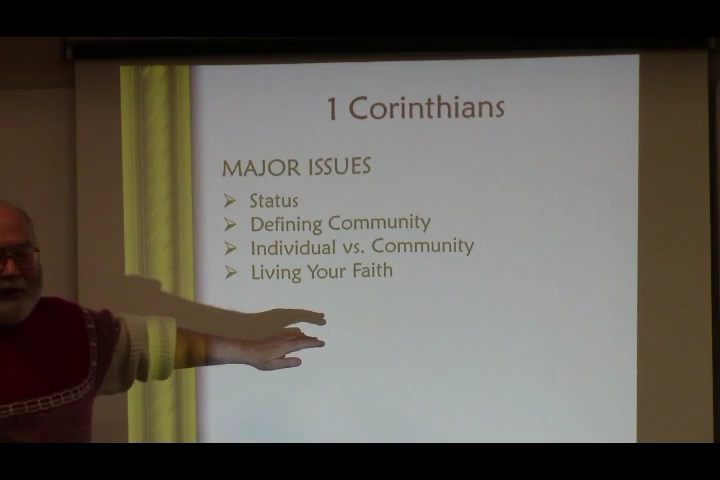 1 Corinthians
MAJOR ISSUES
➢ Status
➢ Defining Community
➢ Individual vs. Community
➢ Living Your Faith